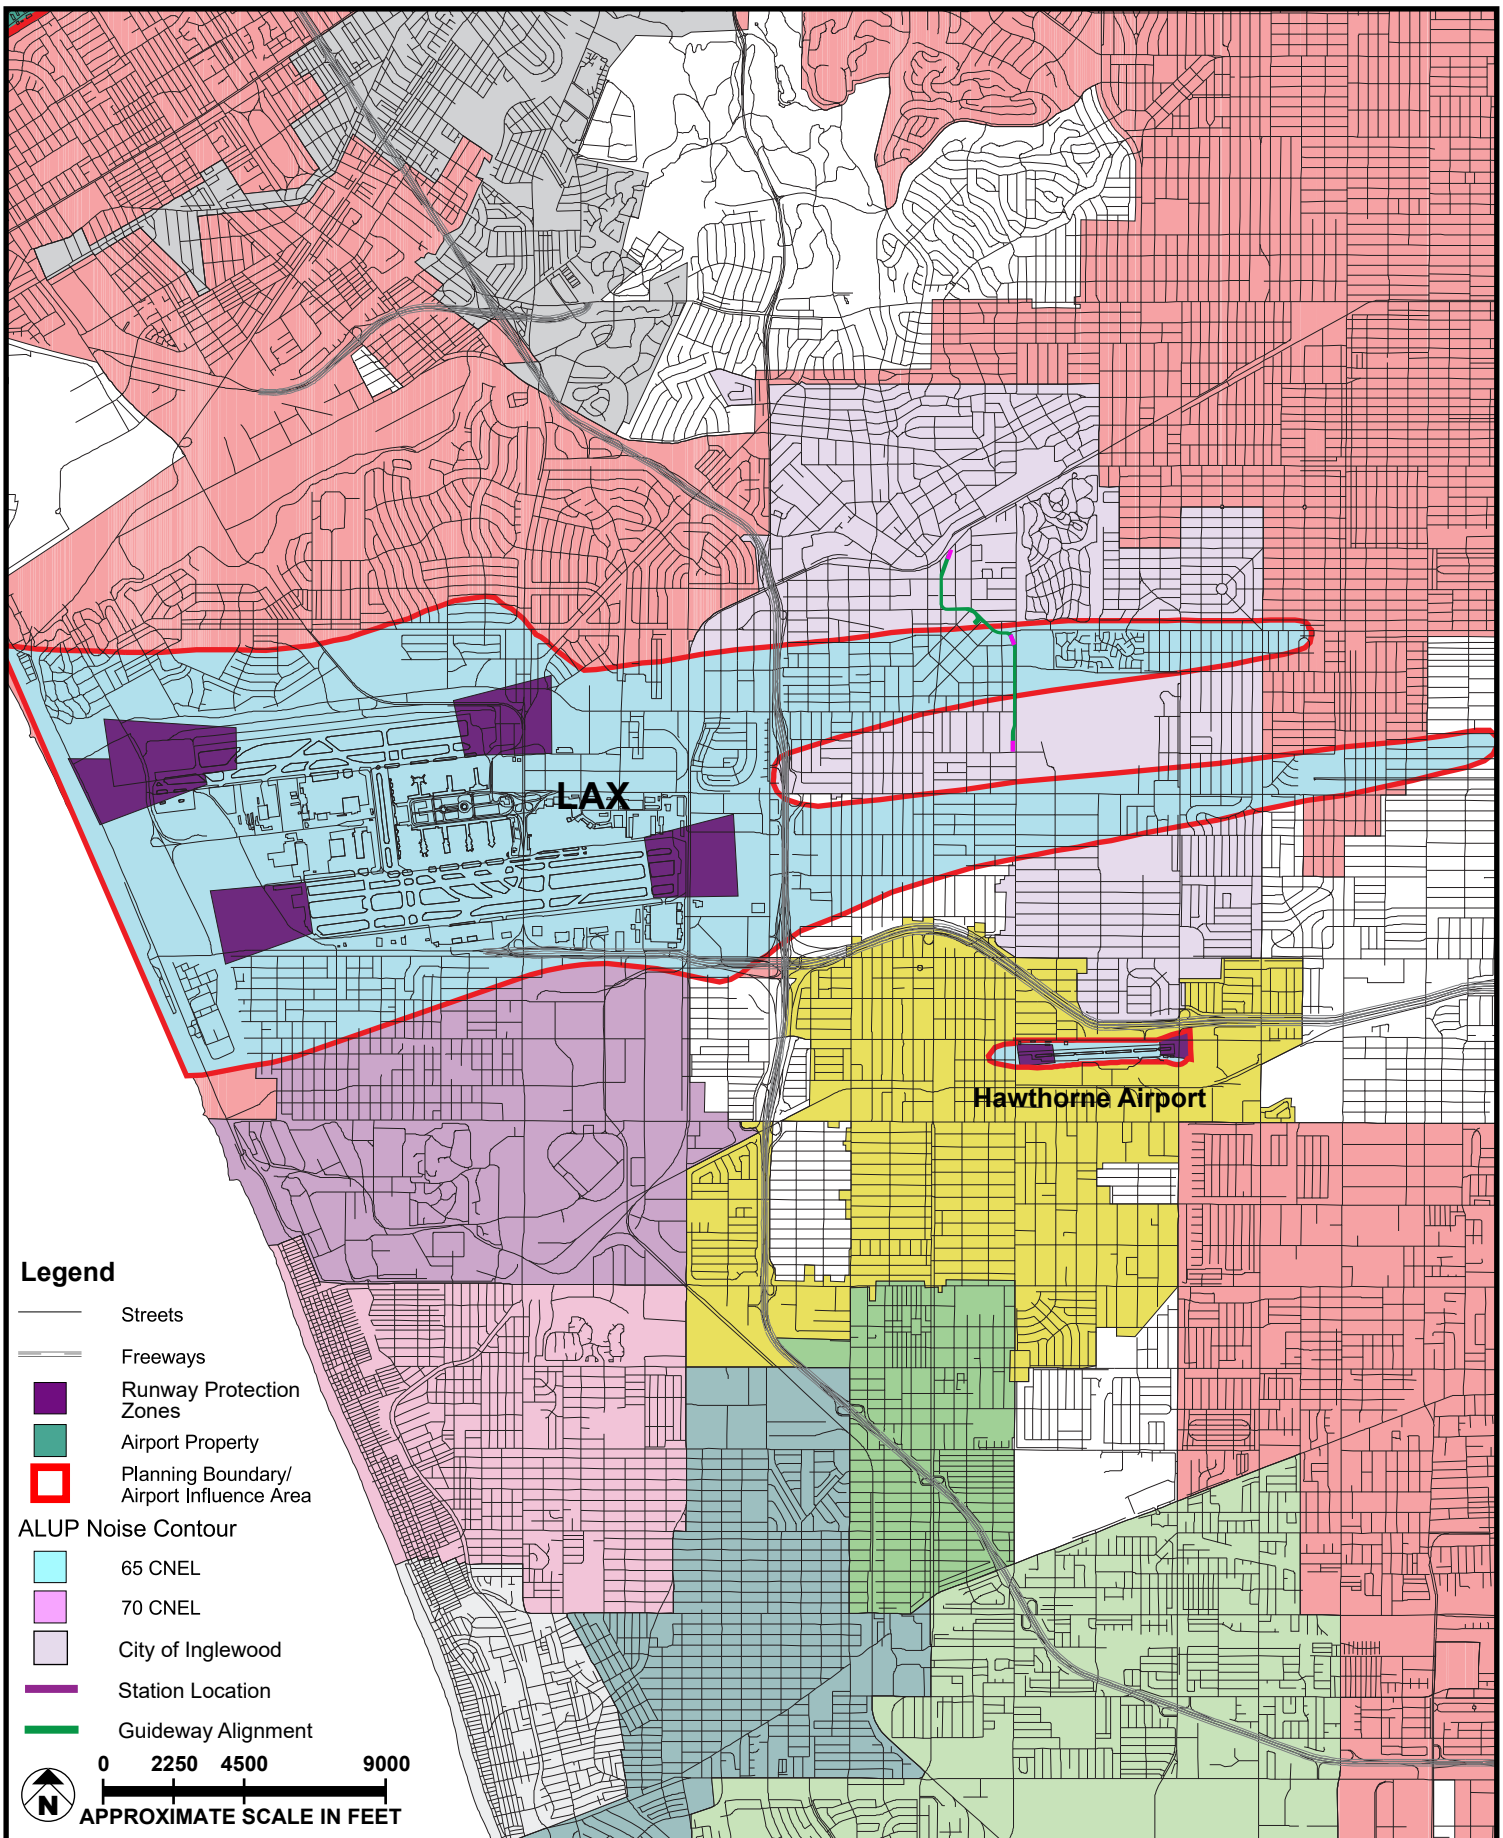 LAX
Hawthorne Airport
Legend
Streets
Freeways
Runway Protection
Zones
Airport Property
Planning Boundary/
Airport Influence Area
ALUP Noise Contour
65 CNEL
70 CNEL
City of Inglewood
Station Location
Guideway Alignment
0 2250 4500 9000
N
APPROXIMATE SCALE IN FEET